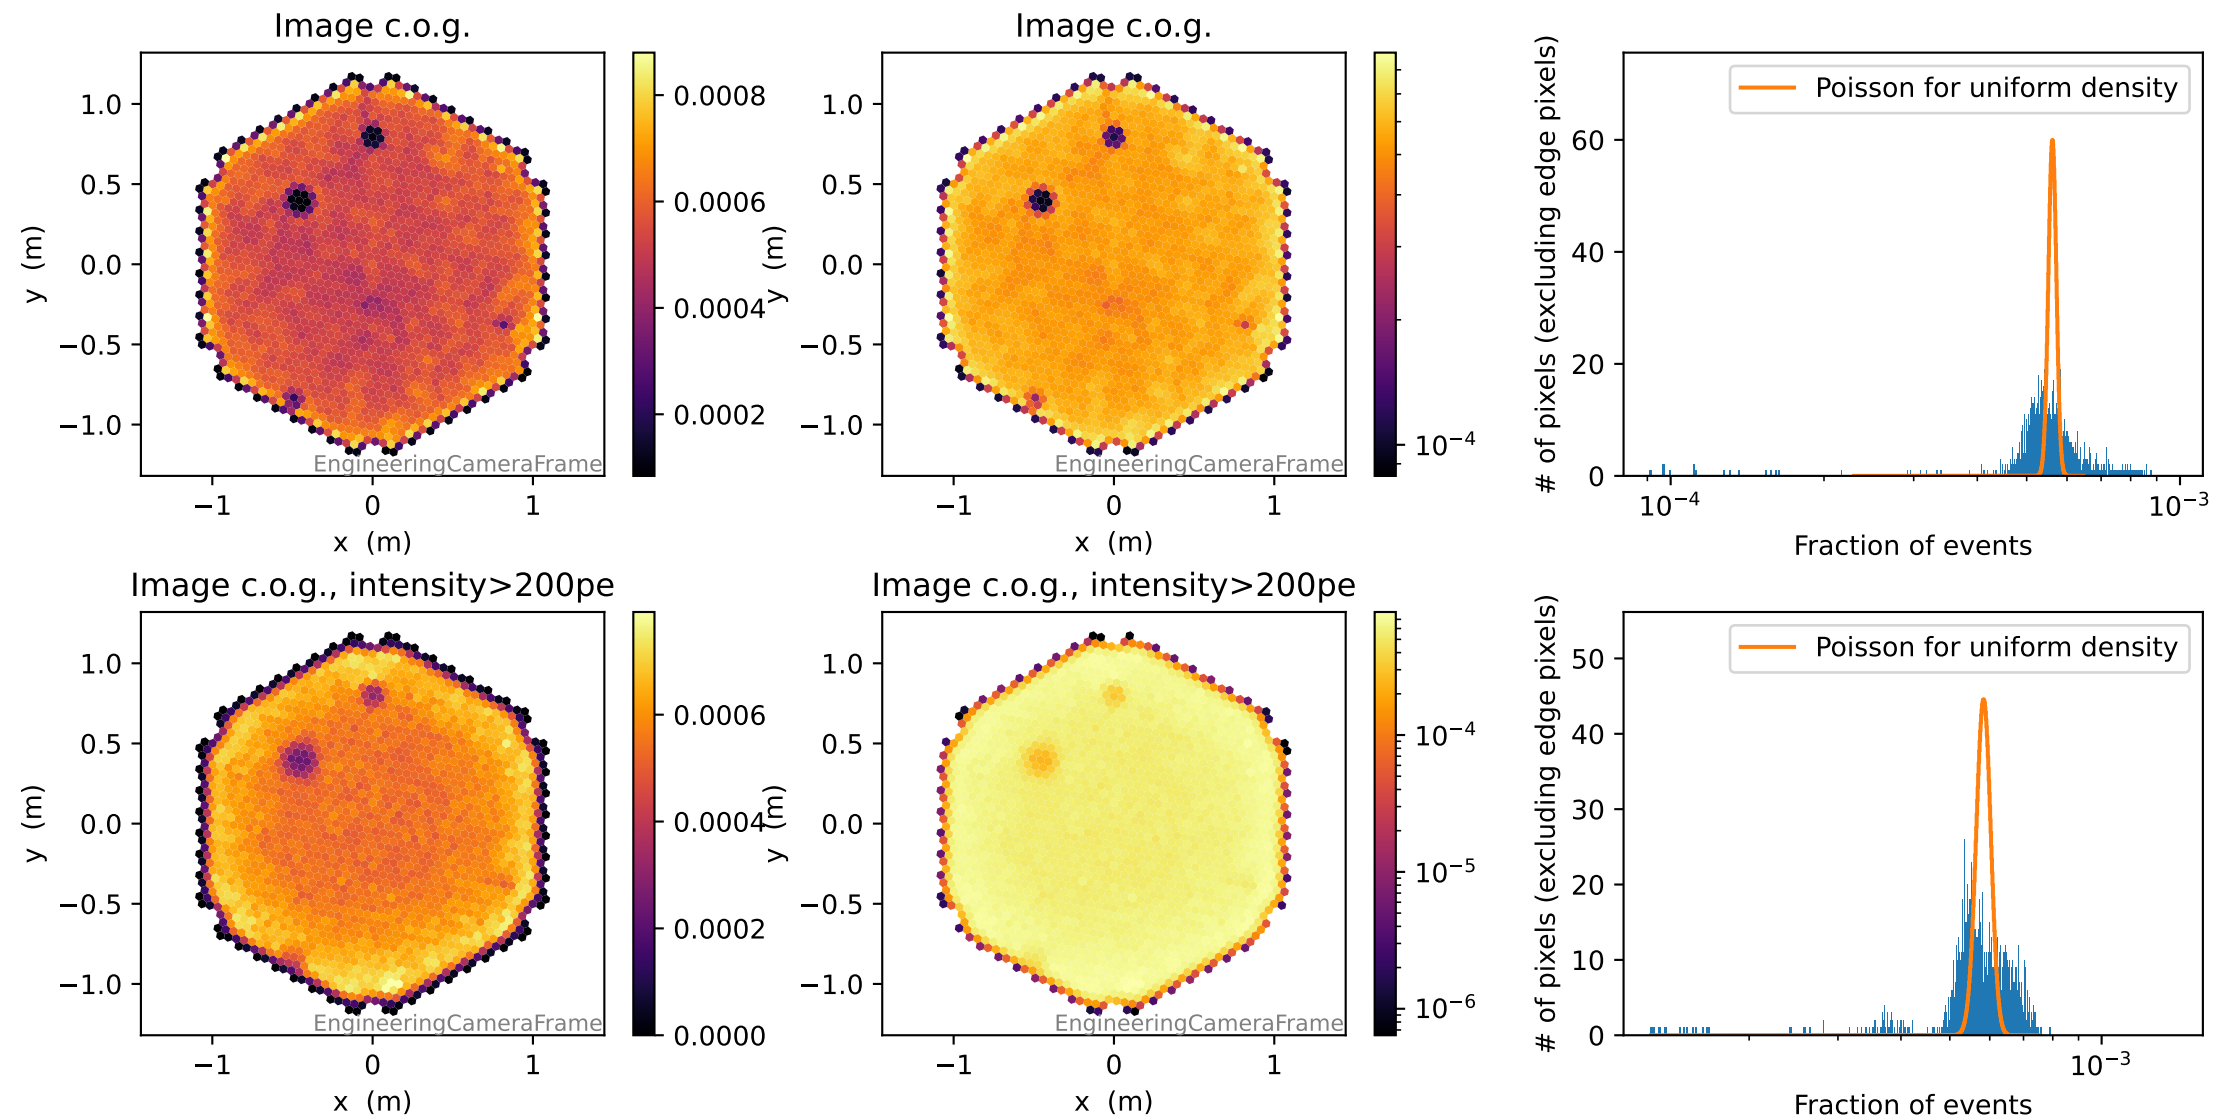 Image c.o.g.
1.0
0.5
0.0
−0.5
−1.0
y (m)
−1
0
1
x (m)
EngineeringCameraFrame
0.0008
0.0006
0.0004
0.0002
Image c.o.g.
1.0
0.5
0.0
−0.5
−1.0
y (m)
−1
0
1
x (m)
EngineeringCameraFrame
10⁻⁴
# of pixels (excluding edge pixels)
60
40
20
0
Poisson for uniform density
10⁻⁴
10⁻³
Fraction of events
Image c.o.g., intensity>200pe
1.0
0.5
0.0
−0.5
−1.0
y (m)
−1
0
1
x (m)
EngineeringCameraFrame
0.0006
0.0004
0.0002
0.0000
Image c.o.g., intensity>200pe
1.0
0.5
0.0
−0.5
−1.0
y (m)
−1
0
1
x (m)
EngineeringCameraFrame
10⁻⁴
10⁻⁵
10⁻⁶
# of pixels (excluding edge pixels)
50
40
30
20
10
0
Poisson for uniform density
10⁻³
Fraction of events